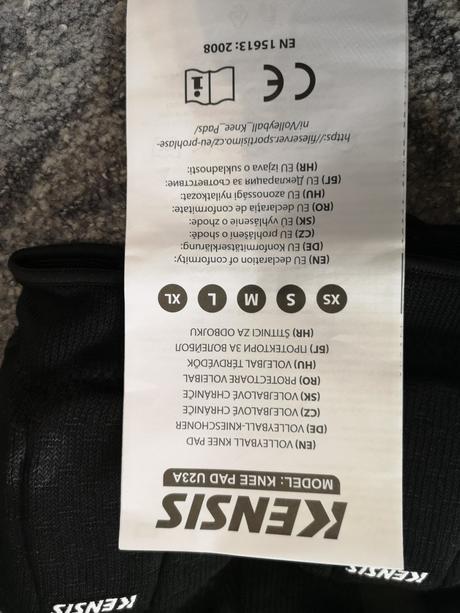 KENSIS
MODEL: KNEE PAD U23A
(EN) VOLLEYBALL KNEE PAD
(DE) VOLLEYBALL-KNIESCHONER
(CZ) VOLEJBALOVÉ CHRÁNIČE
(SK) VOLEJBALOVÉ CHRÁNIČE
(RO) PROTECTOARE VOLEIBAL
(HU) VOLEJBAL TÉRDVÉDŐK
(БГ) ПРОТЕКТОРИ ЗА ВОЛЕЙБОЛ
(HR) ŠTITNICI ZA ODBOJKU
XS S M L XL
(EN) EU declaration of conformity:
(DE) EU Konformitätserklärung:
(CZ) EU prohlášení o shodě:
(SK) EU vyhlásenie o zhode:
(RO) EU declarația de conformitate:
(HU) EU azonossági nyilatkozat:
(БГ) EU Декларация за съответствие:
(HR) EU izjava o sukladnosti:
https://fileserver.sportisimo.cz/eu-prohlase-
ni/Volleyball_Knee_Pads/
CE i
EN 15613: 2008
KENSIS
KENSIS